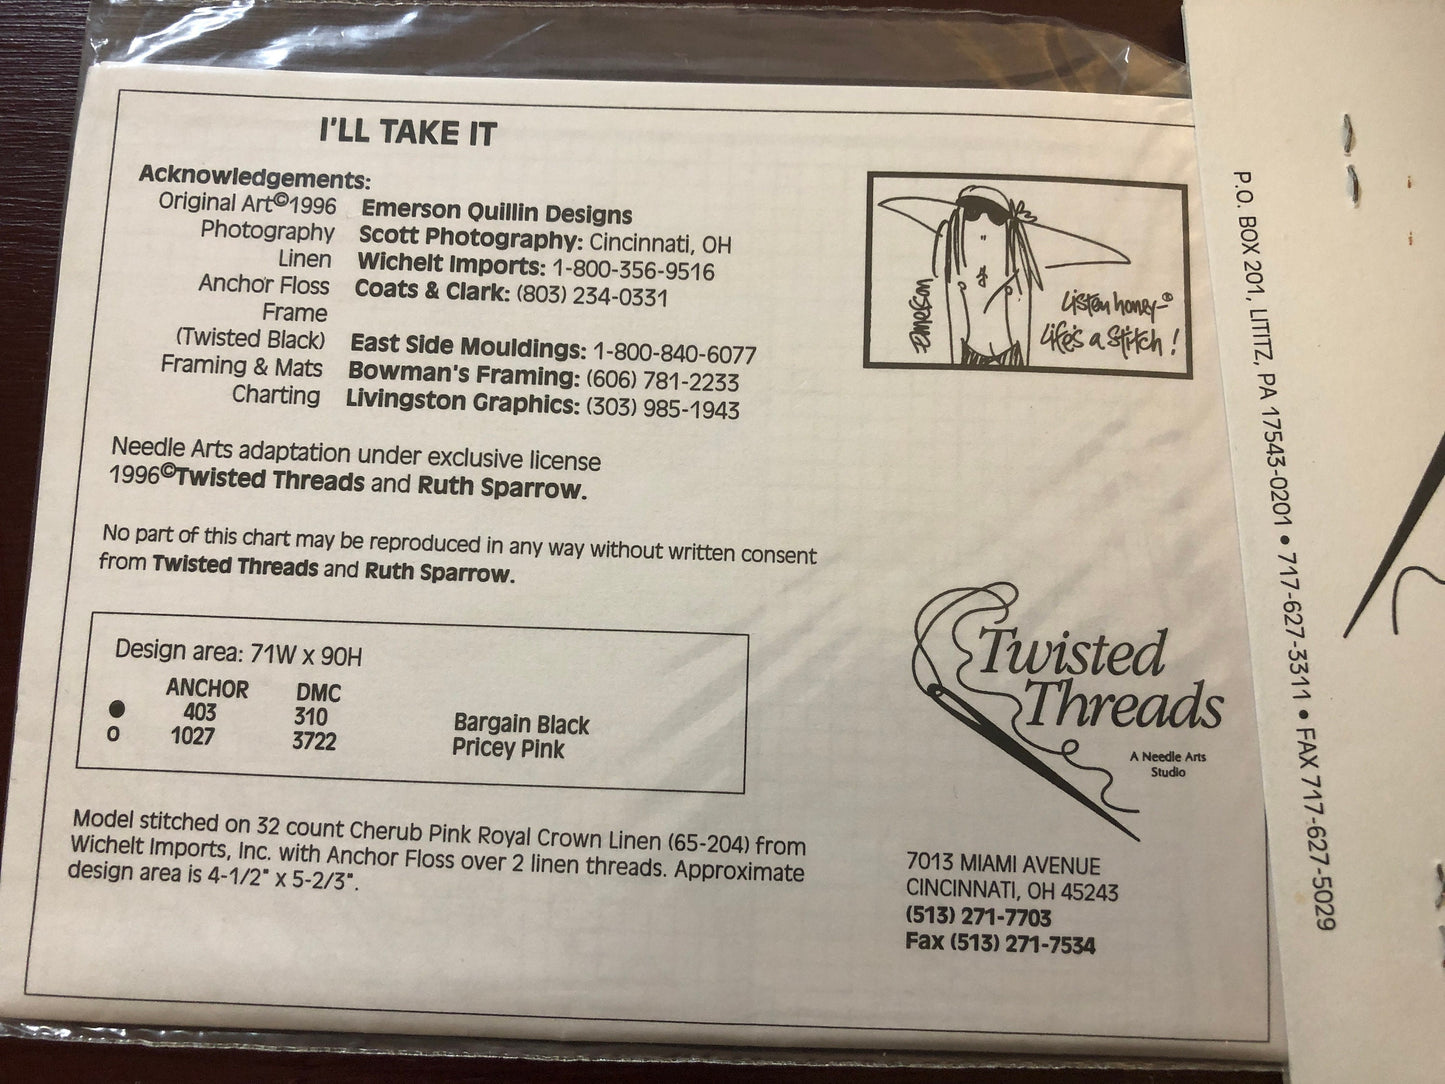 I'LL TAKE IT
Acknowledgements:
Original Art©1996 Emerson Quillin Designs
Photography Scott Photography: Cincinnati, OH
Linen Wichelt Imports: 1-800-356-9516
Anchor Floss Coats & Clark: (803) 234-0331
Frame
(Twisted Black) East Side Mouldings: 1-800-840-6077
Framing & Mats Bowman's Framing: (606) 781-2233
Charting Livingston Graphics: (303) 985-1943
Needle Arts adaptation under exclusive license
1996©Twisted Threads and Ruth Sparrow.
No part of this chart may be reproduced in any way without written consent
from Twisted Threads and Ruth Sparrow.
Design area: 71W x 90H
ANCHOR DMC
● 403 310 Bargain Black
o 1027 3722 Pricey Pink
Model stitched on 32 count Cherub Pink Royal Crown Linen (65-204) from
Wichelt Imports, Inc. with Anchor Floss over 2 linen threads. Approximate
design area is 4-1/2" x 5-2/3".
EMERSON
Listen honey-®
Life's a Stitch!
Twisted
Threads
A Needle Arts
Studio
7013 MIAMI AVENUE
CINCINNATI, OH 45243
(513) 271-7703
Fax (513) 271-7534
P.O. BOX 201, LITITZ, PA 17543-0201 • 717-627-3311 • FAX 717-627-5029